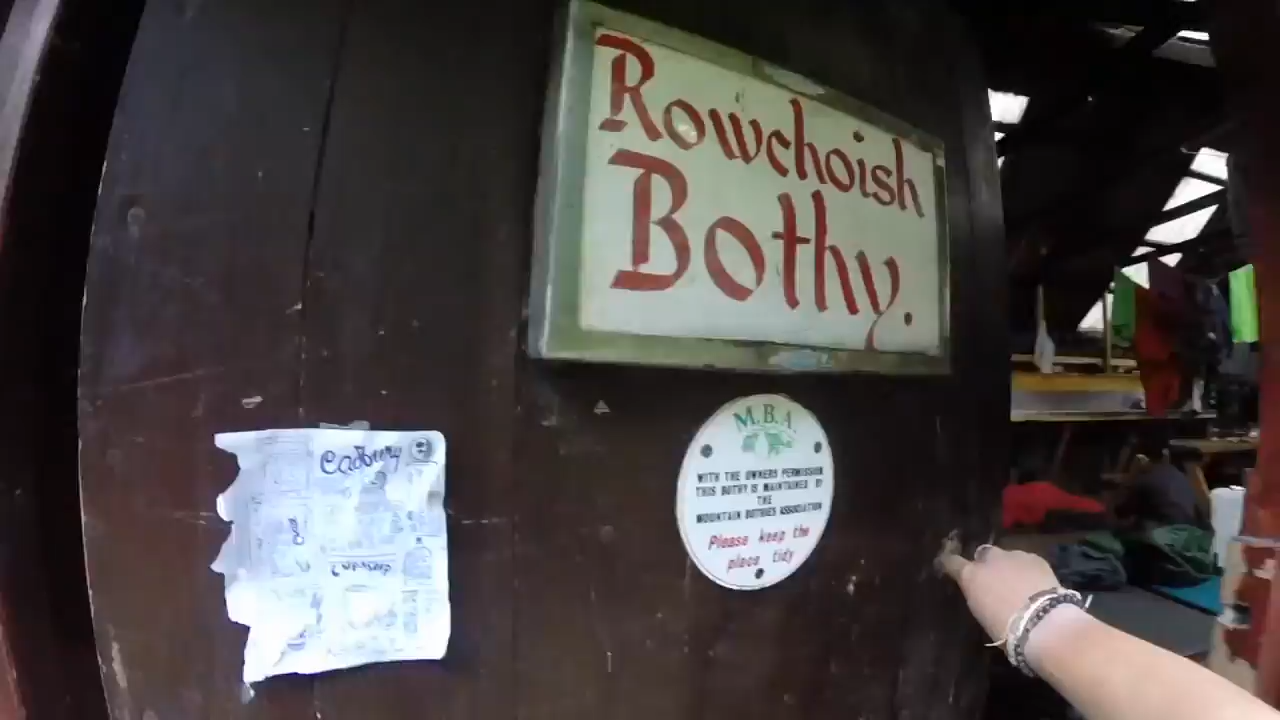 Rowchoish
Bothy.
M.B.A.
WITH THE OWNERS PERMISSION
THIS BOTHY IS MAINTAINED BY
THE
MOUNTAIN BOTHIES ASSOCIATION
Please keep the
place tidy
Cadbury